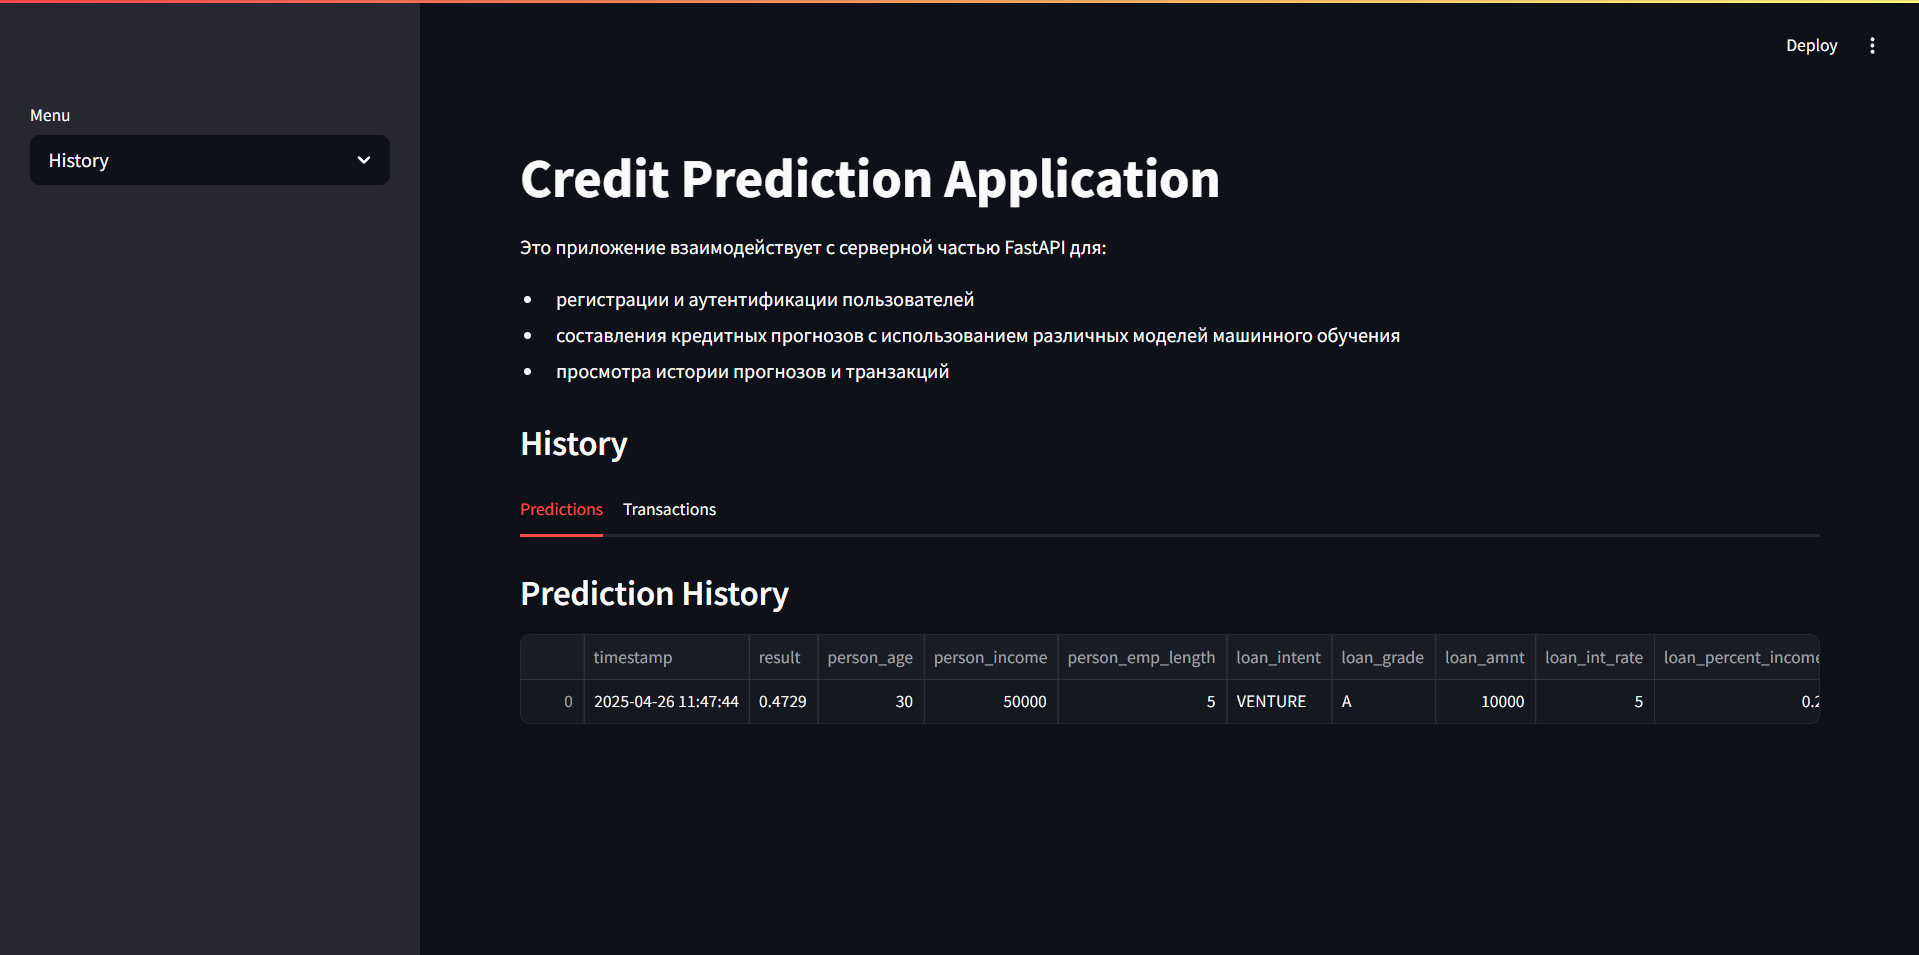 Deploy
Menu
History
Credit Prediction Application
Это приложение взаимодействует с серверной частью FastAPI для:
регистрации и аутентификации пользователей
составления кредитных прогнозов с использованием различных моделей машинного обучения
просмотра истории прогнозов и транзакций
History
Predictions Transactions
Prediction History
timestamp result person_age person_income person_emp_length loan_intent loan_grade loan_amnt loan_int_rate loan_percent_income
0 2025-04-26 11:47:44 0.4729 30 50000 5 VENTURE A 10000 5 0.2